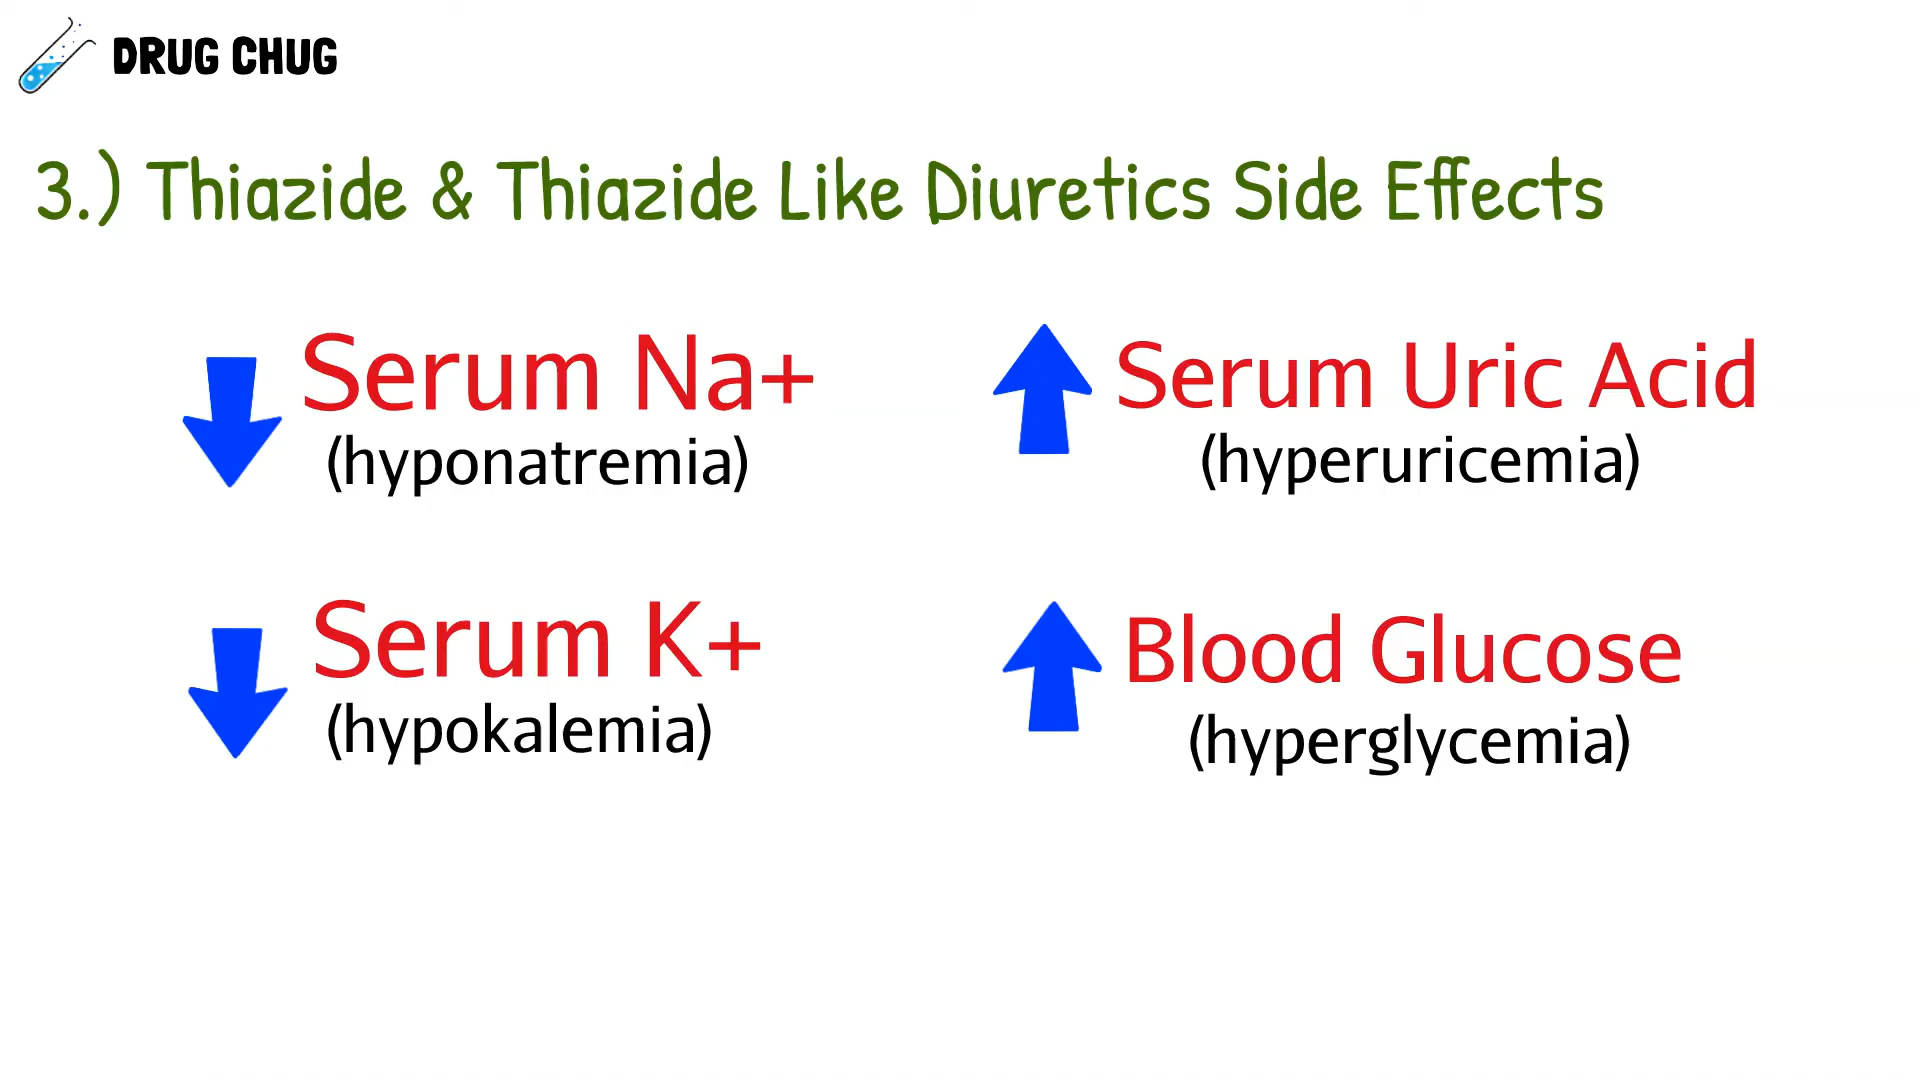 DRUG CHUG
3.) Thiazide & Thiazide Like Diuretics Side Effects
Serum Na+
(hyponatremia)
Serum K+
(hypokalemia)
Serum Uric Acid
(hyperuricemia)
Blood Glucose
(hyperglycemia)